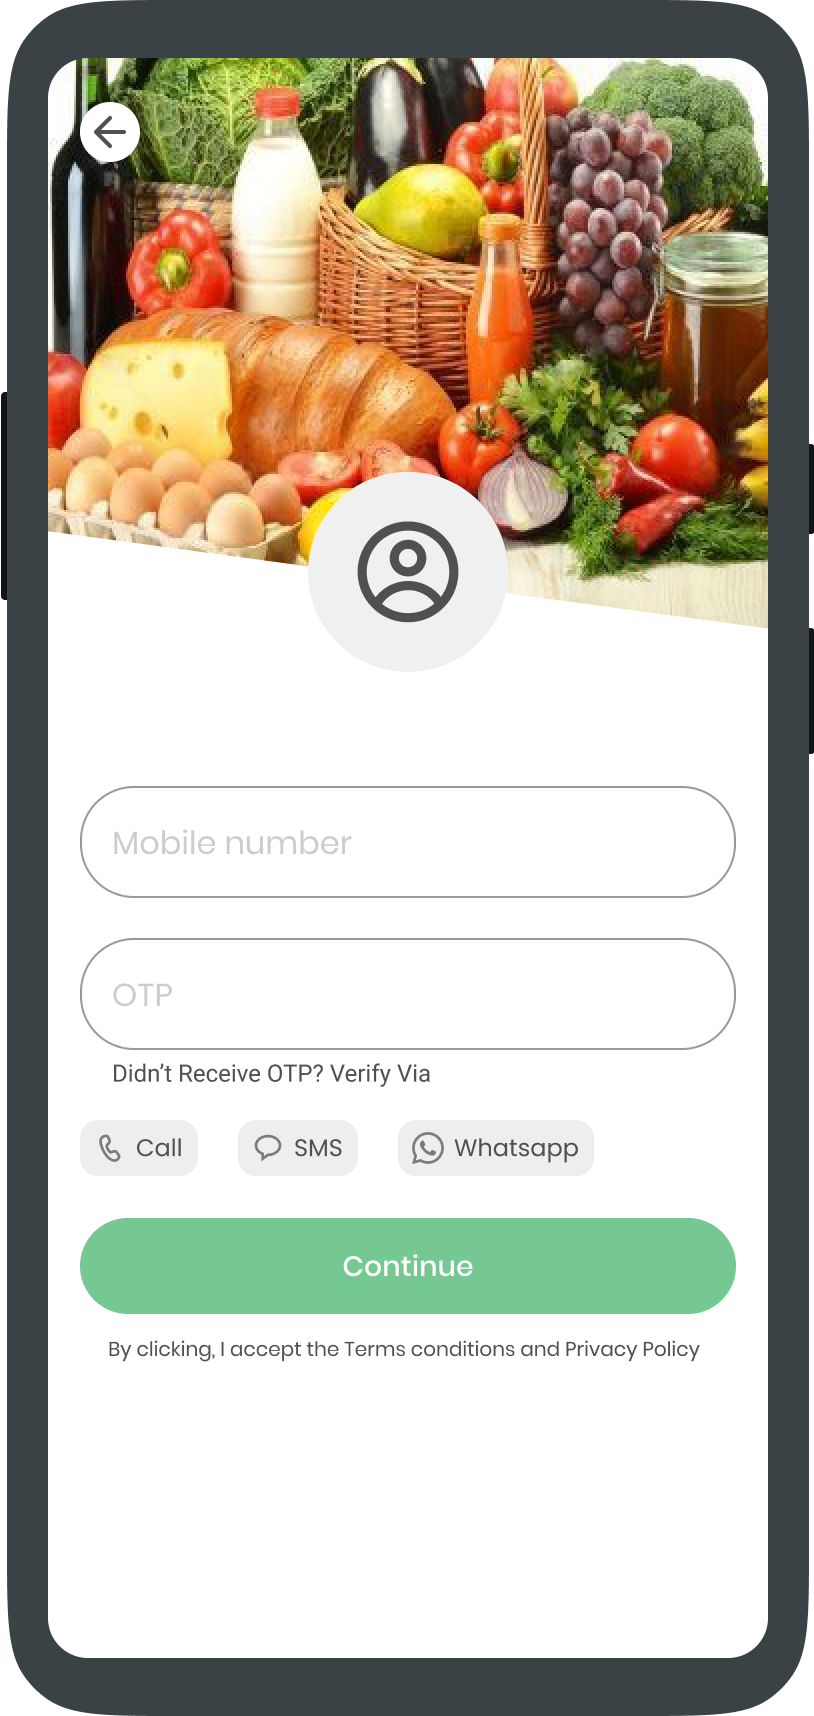 Mobile number
OTP
Didn’t Receive OTP? Verify Via
Call
SMS
Whatsapp
Continue
By clicking, I accept the Terms conditions and Privacy Policy